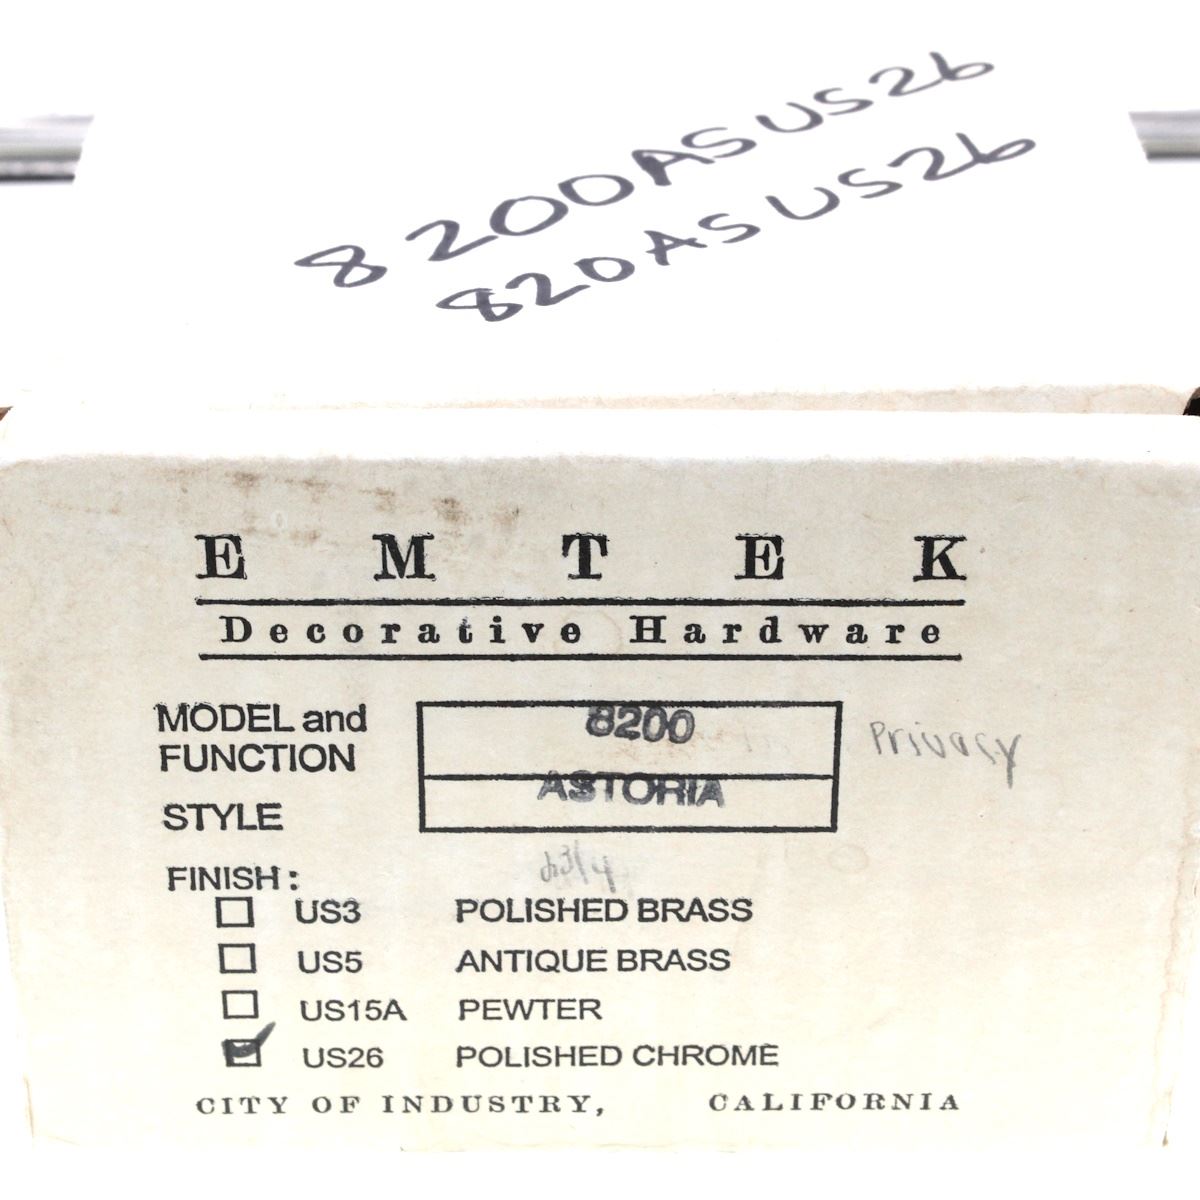 8200ASUS26
820ASUS26
EMTEK
Decorative Hardware
MODEL and FUNCTION 8200 Privacy
STYLE ASTORIA
FINISH:
US3 POLISHED BRASS
US5 ANTIQUE BRASS
US15A PEWTER
US26 POLISHED CHROME
CITY OF INDUSTRY, CALIFORNIA